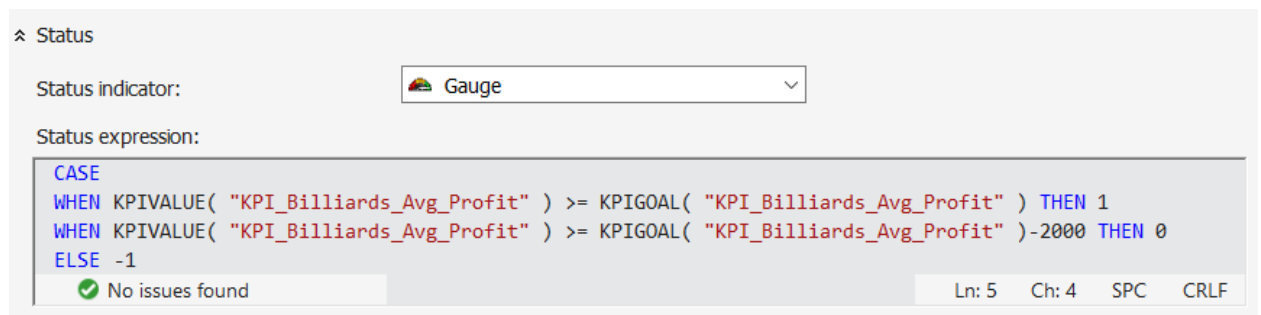 Status
Status indicator:
Gauge
Status expression:
CASE
WHEN KPIVALUE( "KPI_Billiards_Avg_Profit" ) >= KPIGOAL( "KPI_Billiards_Avg_Profit" ) THEN 1
WHEN KPIVALUE( "KPI_Billiards_Avg_Profit" ) >= KPIGOAL( "KPI_Billiards_Avg_Profit" )-2000 THEN 0
ELSE -1
No issues found
Ln: 5 Ch: 4 SPC CRLF